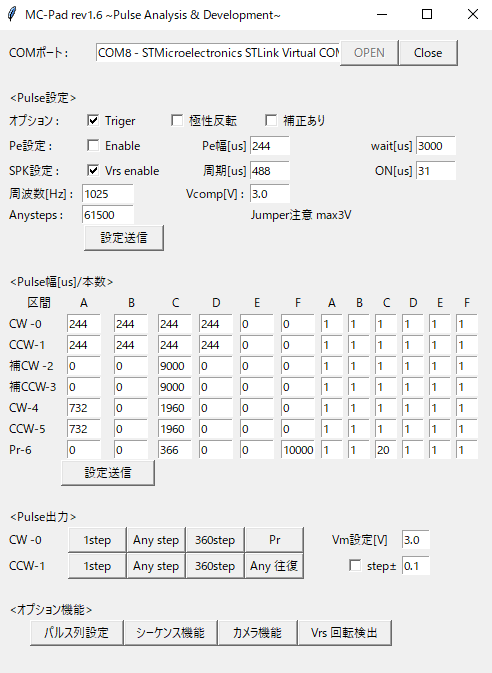 MC-Pad rev1.6 ~Pulse Analysis & Development~
COMポート : COM8 - STMicroelectronics STLink Virtual COM OPEN Close
<Pulse設定>
オプション : Triger 極性反転 補正あり
Pe設定 : Enable Pe幅[us] 244 wait[us] 3000
SPK設定 : Vrs enable 周期[us] 488 ON[us] 31
周波数[Hz] : 1025 Vcomp[V] : 3.0
Anysteps : 61500 Jumper注意 max3V
設定送信
<Pulse幅[us]/本数>
区間 A B C D E F A B C D E F
CW -0 244 244 244 244 0 0 1 1 1 1 1 1
CCW-1 244 244 244 244 0 0 1 1 1 1 1 1
補CW -2 0 0 9000 0 0 0 1 1 1 1 1 1
補CCW-3 0 0 9000 0 0 0 1 1 1 1 1 1
CW-4 732 0 1960 0 0 0 1 1 1 1 1 1
CCW-5 732 0 1960 0 0 0 1 1 1 1 1 1
Pr-6 0 0 366 0 0 10000 1 1 20 1 1 1
設定送信
<Pulse出力>
CW -0 1step Any step 360step Pr Vm設定[V] 3.0
CCW-1 1step Any step 360step Any 往復 step± 0.1
<オプション機能>
パルス列設定 シーケンス機能 カメラ機能 Vrs 回転検出